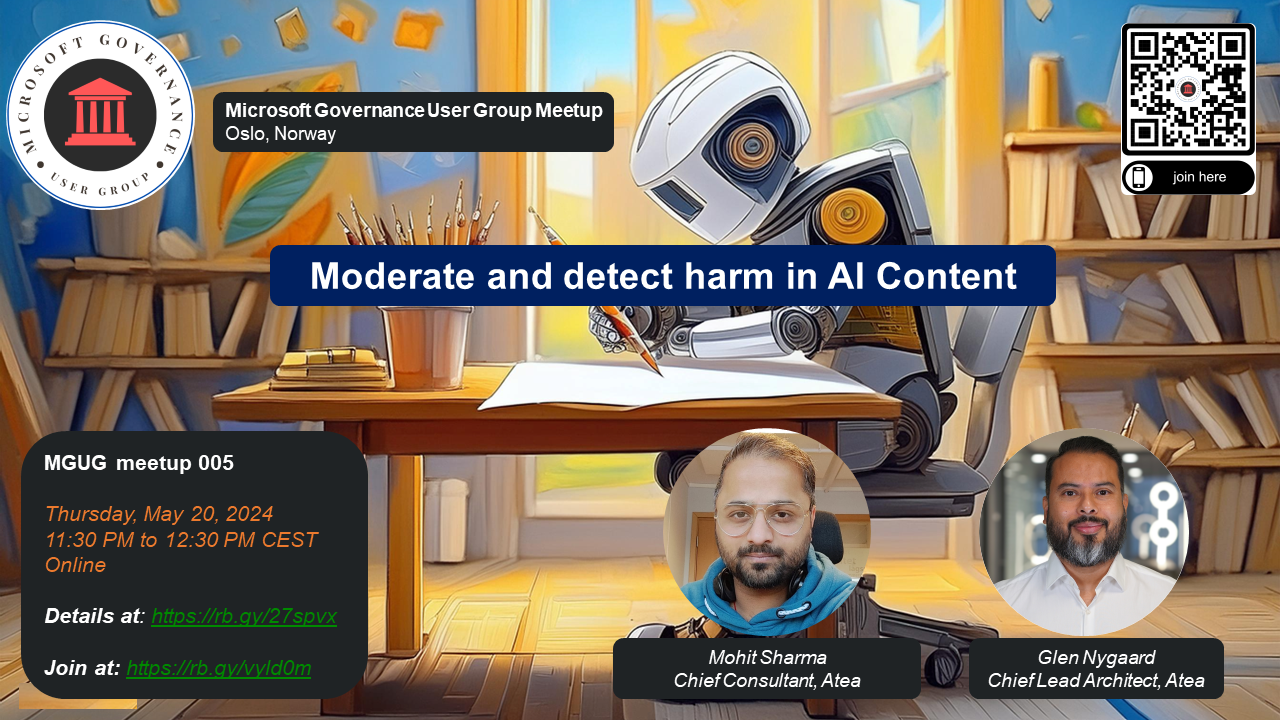 MICROSOFT GOVERNANCE
USER GROUP
Microsoft Governance User Group Meetup
Oslo, Norway
join here
Moderate and detect harm in AI Content
MGUG meetup 005
Thursday, May 20, 2024
11:30 PM to 12:30 PM CEST
Online
Details at: https://rb.gy/27spvx
Join at: https://rb.gy/vyld0m
Mohit Sharma
Chief Consultant, Atea
Glen Nygaard
Chief Lead Architect, Atea